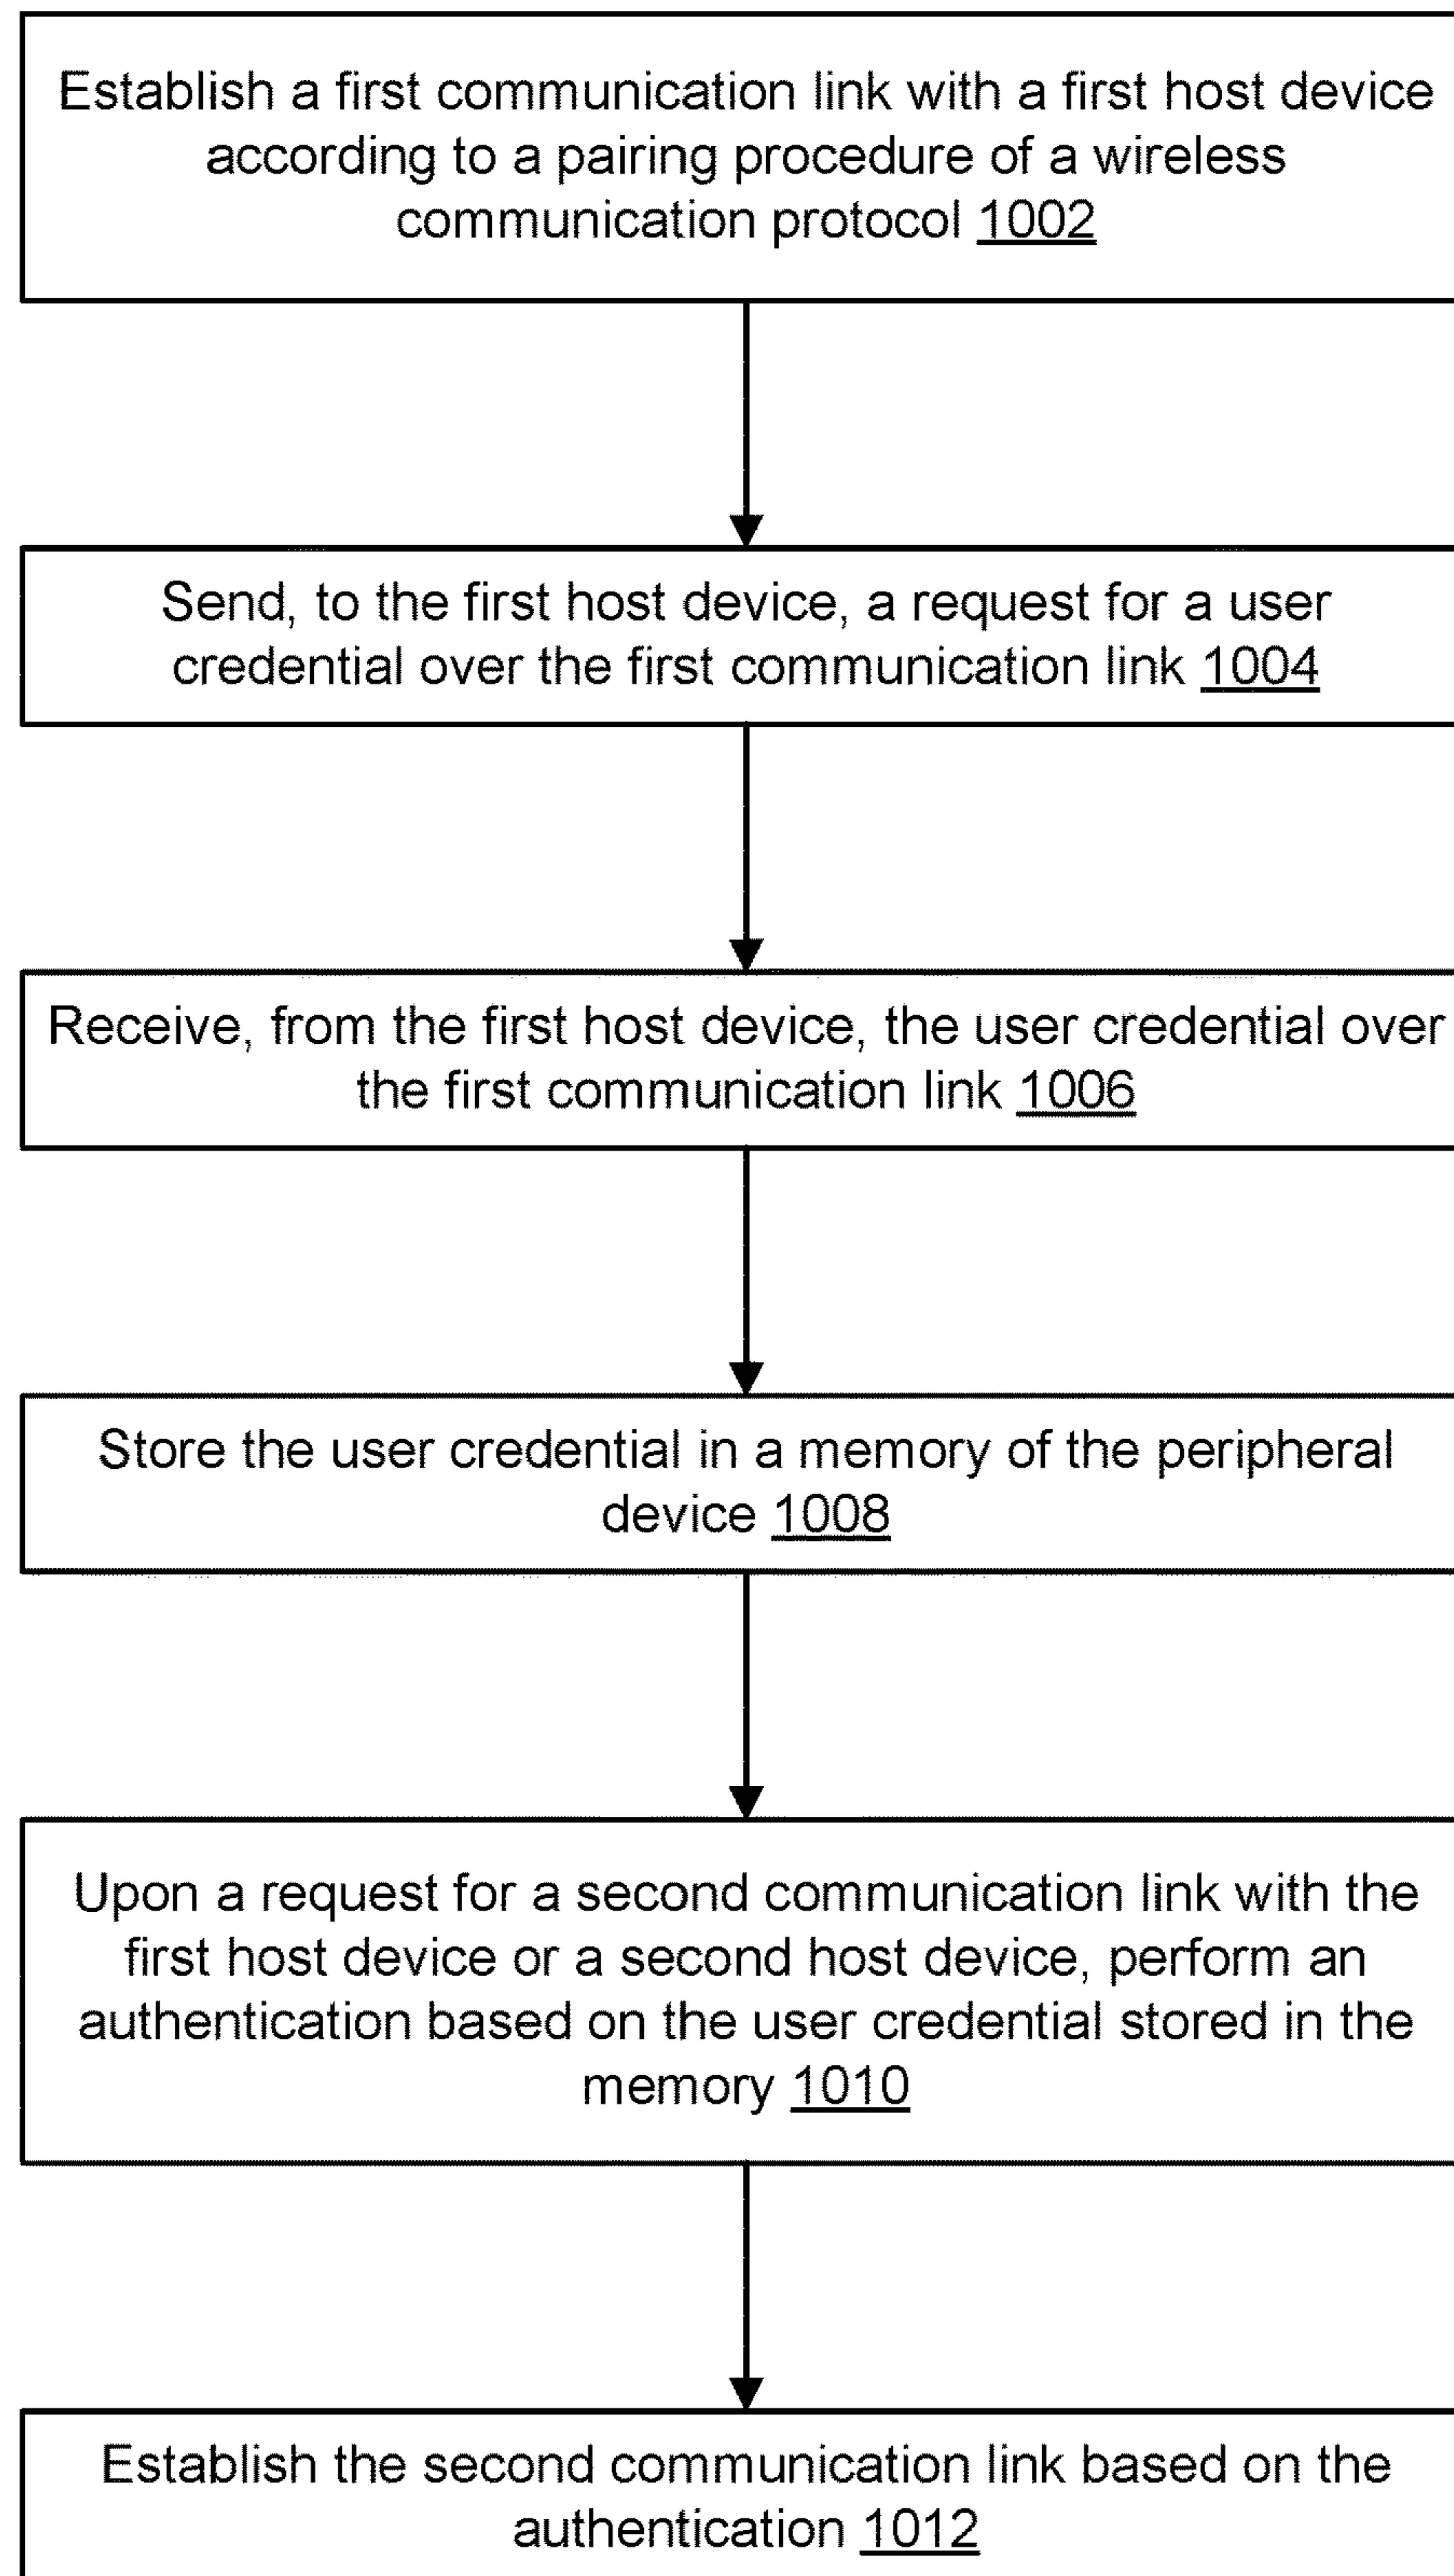 Establish a first communication link with a first host device
according to a pairing procedure of a wireless
communication protocol 1002
Send, to the first host device, a request for a user
credential over the first communication link 1004
Receive, from the first host device, the user credential over
the first communication link 1006
Store the user credential in a memory of the peripheral
device 1008
Upon a request for a second communication link with the
first host device or a second host device, perform an
authentication based on the user credential stored in the
memory 1010
Establish the second communication link based on the
authentication 1012